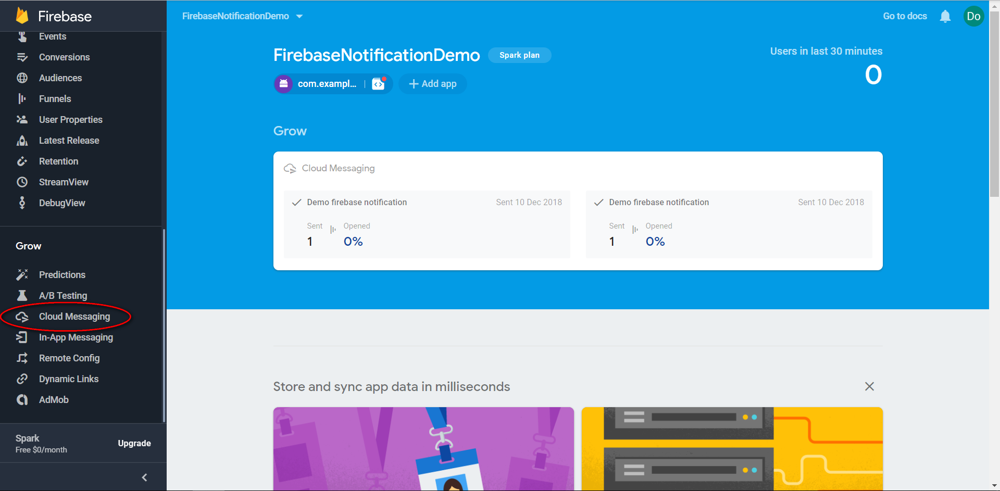 Firebase
Events
Conversions
Audiences
Funnels
User Properties
Latest Release
Retention
StreamView
DebugView
Grow
Predictions
A/B Testing
Cloud Messaging
In-App Messaging
Remote Config
Dynamic Links
AdMob
Spark
Free $0/month
Upgrade
FirebaseNotificationDemo
Go to docs
Do
FirebaseNotificationDemo
Spark plan
Users in last 30 minutes
0
com.exampl...
Add app
Grow
Cloud Messaging
Demo firebase notification
Sent 10 Dec 2018
Sent
Opened
1
0%
Demo firebase notification
Sent 10 Dec 2018
Sent
Opened
1
0%
Store and sync app data in milliseconds